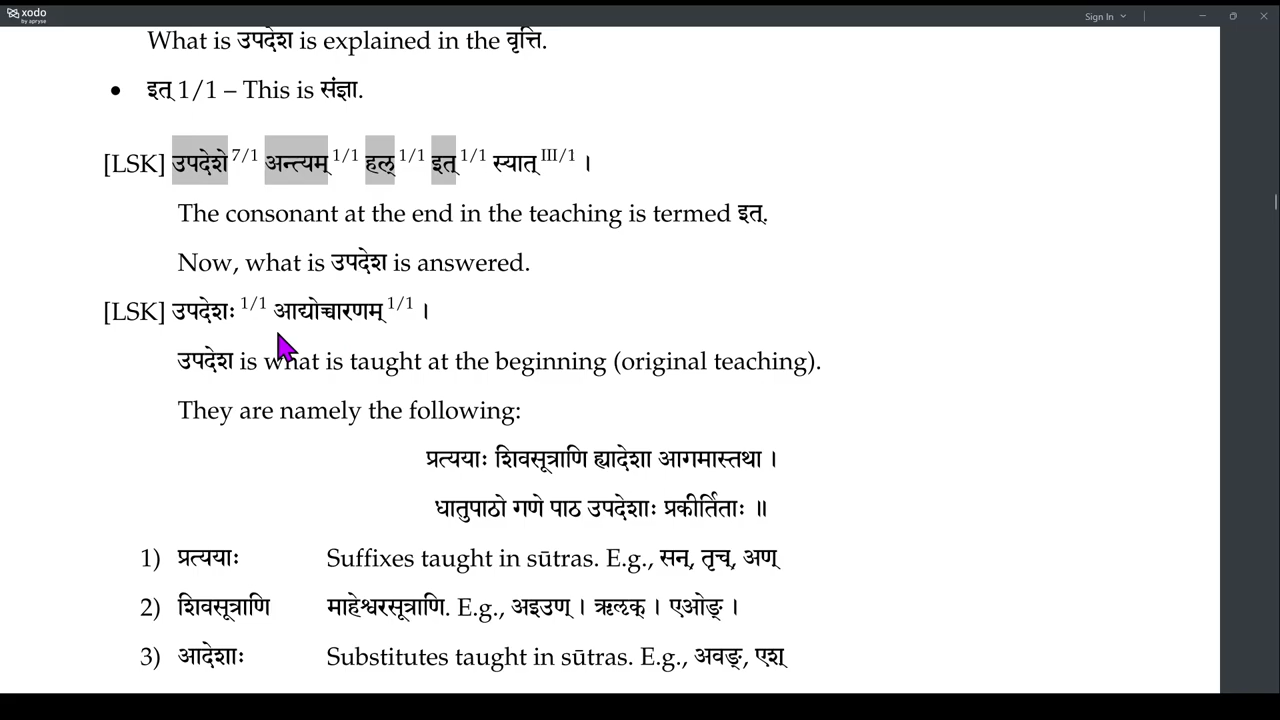 xodo
by apryse
Sign In
What is उपदेश is explained in the वृत्ति.
• इत् 1/1 – This is संज्ञा.
[LSK] उपदेशे 7/1 अन्त्यम् 1/1 हल् 1/1 इत् 1/1 स्यात् III/1 ।
The consonant at the end in the teaching is termed इत्.
Now, what is उपदेश is answered.
[LSK] उपदेशः 1/1 आद्योच्चारणम् 1/1 ।
उपदेश is what is taught at the beginning (original teaching).
They are namely the following:
प्रत्ययाः शिवसूत्राणि ह्यादेशा आगमास्तथा ।
धातुपाठो गणे पाठ उपदेशाः प्रकीर्तिताः ॥
1) प्रत्ययाः Suffixes taught in sūtras. E.g., सन्, तृच्, अण्
2) शिवसूत्राणि माहेश्वरसूत्राणि. E.g., अइउण् । ऋऌक् । एओङ् ।
3) आदेशाः Substitutes taught in sūtras. E.g., अवङ्, एश्